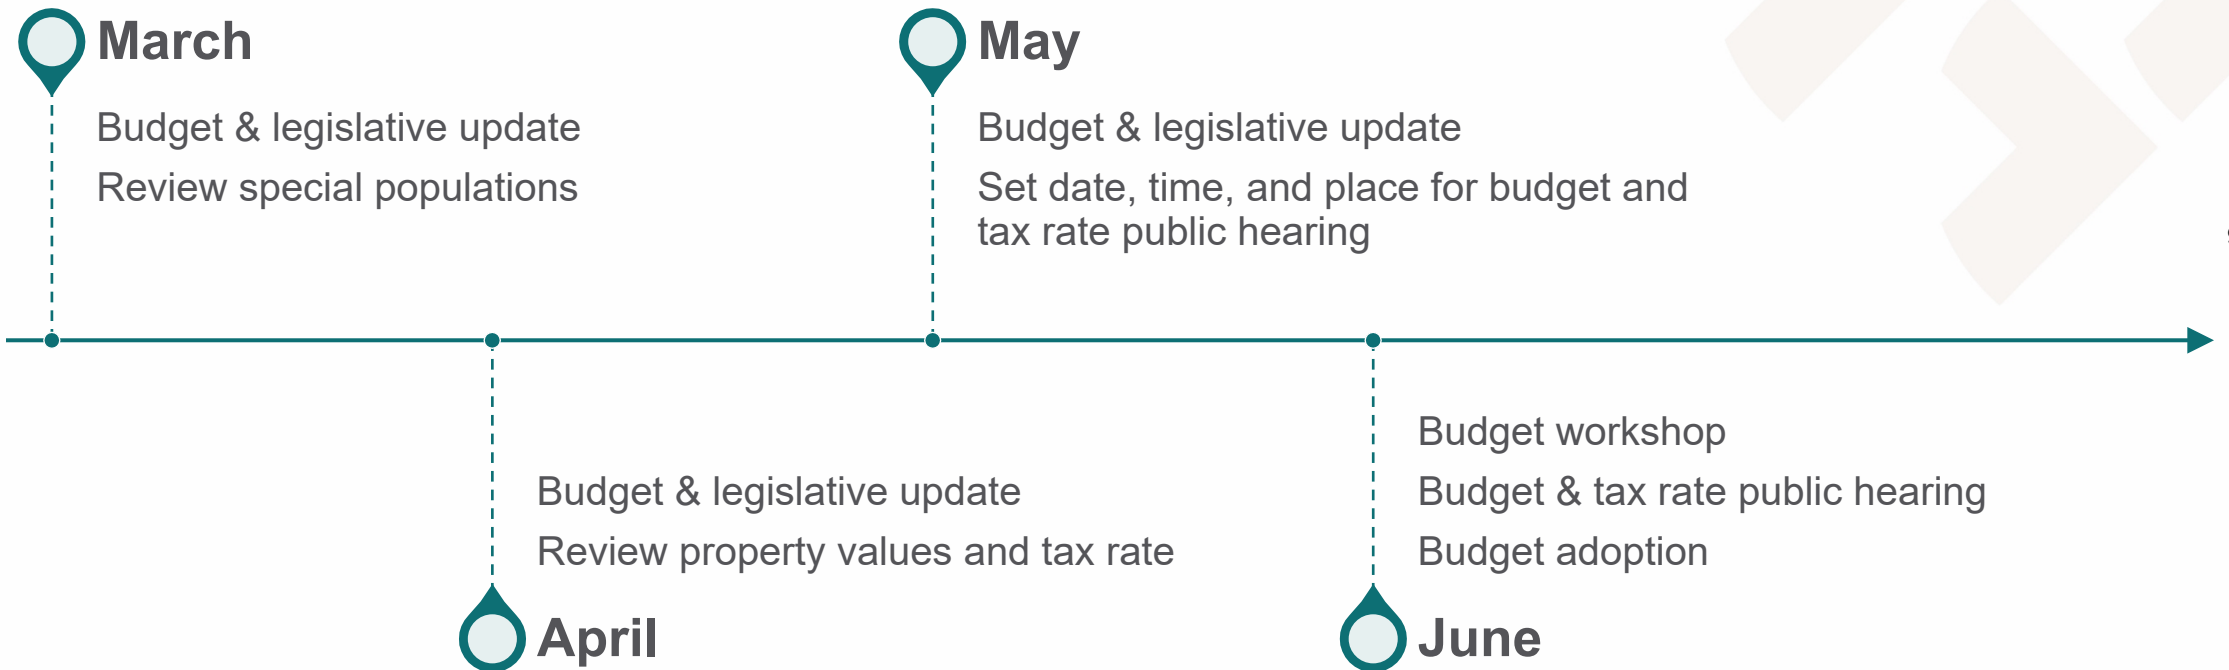 March
Budget & legislative update
Review special populations
May
Budget & legislative update
Set date, time, and place for budget and
tax rate public hearing
Budget & legislative update
Review property values and tax rate
April
Budget workshop
Budget & tax rate public hearing
Budget adoption
June